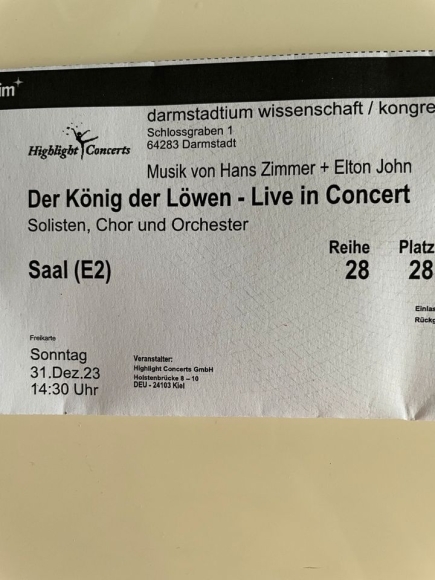 im
darmstadtium wissenschaft / kongre
Schlossgraben 1
64283 Darmstadt
Highlight Concerts
Musik von Hans Zimmer + Elton John
Der König der Löwen - Live in Concert
Solisten, Chor und Orchester
Reihe Platz
Saal (E2) 28 28
Einlas
Rückg
Freikarte
Sonntag
31.Dez.23
14:30 Uhr
Veranstalter:
Highlight Concerts GmbH
Holstenbrücke 8 – 10
DEU - 24103 Kiel